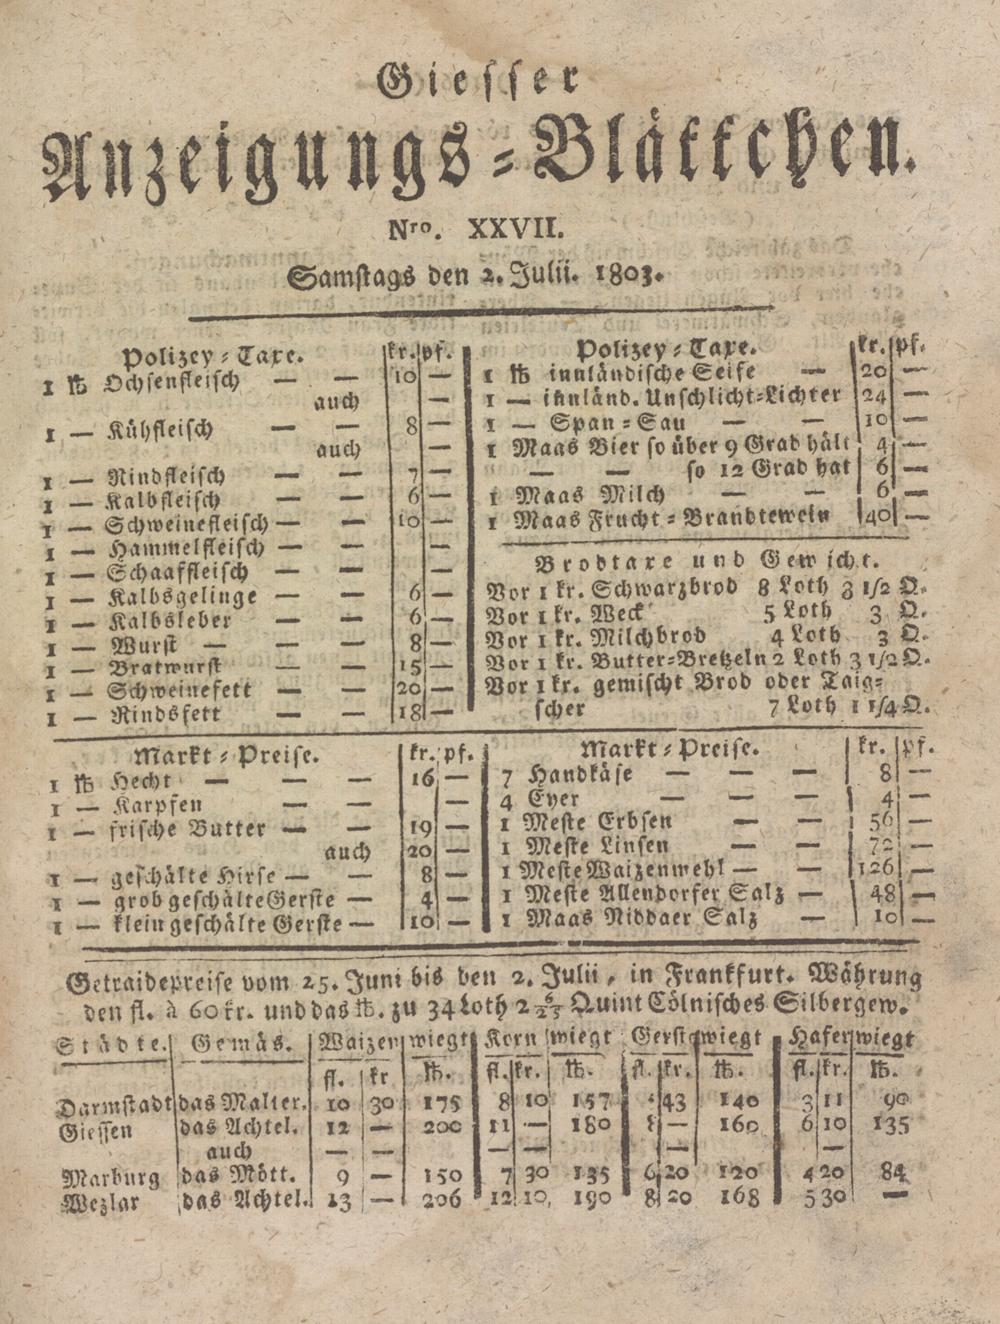 Giesser
Anzeigungs-Blättchen.
Nro. XXVII.
Samstags den 2. Julii. 1803.
Polizey-Taxe. kr. pf.
1 ℔ Ochsenfleisch — — 10 —
auch —
1 — Kühfleisch — — 8 —
auch —
1 — Rindfleisch — — 7 —
1 — Kalbfleisch — — 6 —
1 — Schweinefleisch — — 10 —
1 — Hammelfleisch — — —
1 — Schaaffleisch — — —
1 — Kalbsgelinge — — 6 —
1 — Kalbsleber — — 6 —
1 — Wurst — — — 8 —
1 — Bratwurst — — 15 —
1 — Schweinefett — — 20 —
1 — Rindsfett — — 18 —
Polizey-Taxe. kr. pf.
1 ℔ innländische Seife — 20 —
1 — innländ. Unschlicht-Lichter 24 —
1 — Span-Sau — — 10 —
1 Maas Bier so über 9 Grad hält 4 —
— — so 12 Grad hat 6 —
1 Maas Milch — — 6 —
1 Maas Frucht-Brandtewein 40 —
Brodtaxe und Gewicht.
Vor 1 kr. Schwarzbrod 8 Loth 3 1/2 Q.
Vor 1 kr. Weck 5 Loth 3 Q.
Vor 1 kr. Milchbrod 4 Loth 3 Q.
Vor 1 kr. Butter-Bretzeln 2 Loth 3 1/2 Q.
Vor 1 kr. gemischt Brod oder Taig-
scher 7 Loth 1 1/4 Q.
Markt-Preise. kr. pf.
1 ℔ Hecht — — — 16 —
1 — Karpfen —
1 — frische Butter — — 19 —
auch 20 —
1 — geschälte Hirse — — 8 —
1 — grob geschälte Gerste — 4 —
1 — klein geschälte Gerste — 10 —
Markt-Preise. kr. pf.
7 Handkäse — — — 8 —
4 Eyer — — — 4 —
1 Meste Erbsen — — 56 —
1 Meste Linsen — — 72 —
1 Meste Waizenmehl — — 126 —
1 Meste Allendorfer Salz — 48 —
1 Maas Niddaer Salz — 10 —
Getraidepreise vom 25. Juni bis den 2. Julii, in Frankfurt. Währung
den fl. à 60 kr. und das ℔. zu 34 Loth 2 6/25 Quint Cölnisches Silbergew.
Städte. Gemäs. Waizen wiegt Korn wiegt Gerste wiegt Hafer wiegt
fl. kr ℔. fl. kr. ℔. fl. kr. ℔. fl. kr. ℔.
Darmstadt das Malter. 10 30 175 8 10 157 43 140 3 11 90
Giessen das Achtel. 12 — 200 11 — 180 8 — 160 6 10 135
auch — — — — — —
Marburg das Mött. 9 — 150 7 30 135 6 20 120 4 20 84
Wezlar das Achtel. 13 — 206 12 10 190 8 20 168 5 30 —